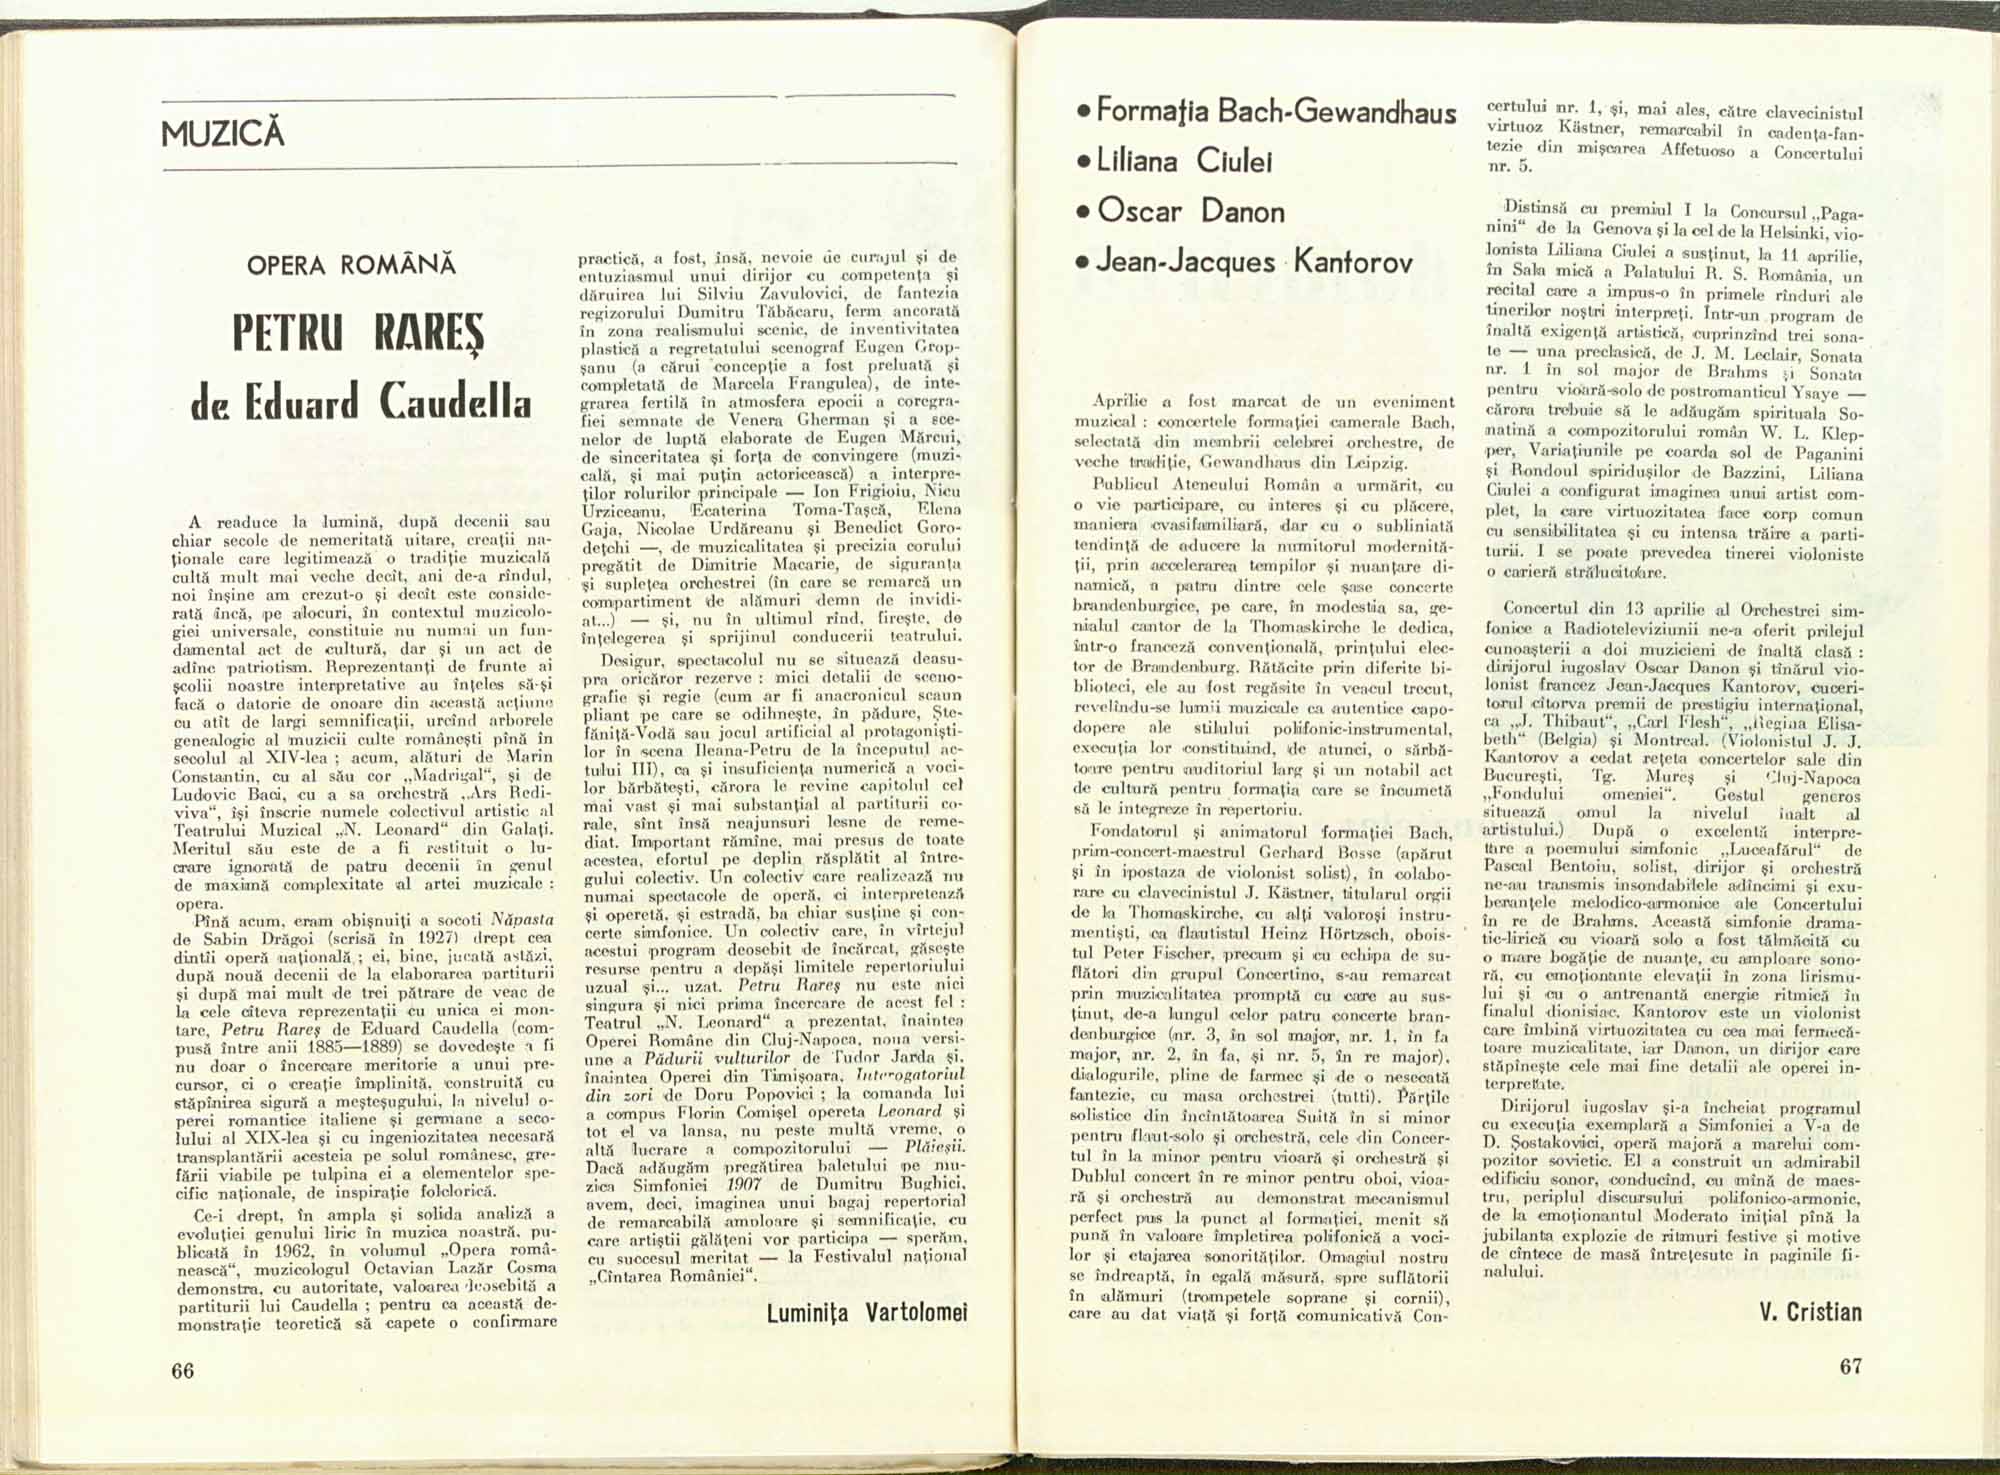 MUZICĂ
OPERA ROMÂNĂ
PETRU RAREŞ
de Eduard Caudella
A readuce la lumină, după decenii sau
chiar secole de nemeritată uitare, creaţii na-
ţionale care legitimează o tradiţie muzicală
cultă mult mai veche decît, ani de-a rîndul,
noi înşine am crezut-o şi decît este conside-
rată încă, pe alocuri, în contextul muzicolo-
giei universale, constituie nu numai un fun-
damental act de cultură, dar şi un act de
adînc patriotism. Reprezentanţi de frunte ai
şcolii noastre interpretative au înţeles să-şi
facă o datorie de onoare din această acţiune
cu atît de largi semnificaţii, urcînd arborele
genealogic al muzicii culte româneşti pînă în
secolul al XIV-lea ; acum, alături de Marin
Constantin, cu al său cor „Madrigal“, şi de
Ludovic Baci, cu a sa orchestră „Ars Redi-
viva“, îşi înscrie numele colectivul artistic al
Teatrului Muzical „N. Leonard“ din Galaţi.
Meritul său este de a fi restituit o lu-
crare ignorată de patru decenii în genul
de maximă complexitate al artei muzicale :
opera.
Pînă acum, eram obişnuiţi a socoti Năpasta
de Sabin Drăgoi (scrisă în 1927) drept cea
dintîi operă naţională ; ei, bine, jucată astăzi,
după nouă decenii de la elaborarea partiturii
şi după mai mult de trei pătrare de veac de
la cele cîteva reprezentaţii cu unica ei mon-
tare, Petru Rareş de Eduard Caudella (com-
pusă între anii 1885—1889) se dovedeşte a fi
nu doar o încercare meritorie a unui pre-
cursor, ci o creaţie împlinită, construită cu
stăpînirea sigură a meşteşugului, la nivelul o-
perei romantice italiene şi germane a seco-
lului al XIX-lea şi cu ingeniozitatea necesară
transplantării acesteia pe solul românesc, gre-
fării viabile pe tulpina ei a elementelor spe-
cific naţionale, de inspiraţie folclorică.
Ce-i drept, în ampla şi solida analiză a
evoluţiei genului liric în muzica noastră, pu-
blicată în 1962, în volumul „Opera româ-
nească“, muzicologul Octavian Lazăr Cosma
demonstra, cu autoritate, valoarea deosebită a
partiturii lui Caudella ; pentru ca această de-
monstraţie teoretică să capete o confirmare
practică, a fost, însă, nevoie de curajul şi de
entuziasmul unui dirijor cu competenţa şi
dăruirea lui Silviu Zavulovici, de fantezia
regizorului Dumitru Tăbăcaru, ferm ancorată
în zona realismului scenic, de inventivitatea
plastică a regretatului scenograf Eugen Grop-
şanu (a cărui concepţie a fost preluată şi
completată de Marcela Frangulea), de inte-
grarea fertilă în atmosfera epocii a coregra-
fiei semnate de Venera Gherman şi a sce-
nelor de luptă elaborate de Eugen Mărcui,
de sinceritatea şi forţa de convingere (muzi-
cală, şi mai puţin actoricească) a interpre-
ţilor rolurilor principale — Ion Frigioiu, Nicu
Urziceanu, Ecaterina Toma-Taşcă, Elena
Gaja, Nicolae Urdăreanu şi Benedict Goro-
deţchi —, de muzicalitatea şi precizia corului
pregătit de Dimitrie Macarie, de siguranţa
şi supleţea orchestrei (în care se remarcă un
compartiment de alămuri demn de invidi-
at...) — şi, nu în ultimul rînd, fireşte, de
înţelegerea şi sprijinul conducerii teatrului.
Desigur, spectacolul nu se situează deasu-
pra oricăror rezerve : mici detalii de sceno-
grafie şi regie (cum ar fi anacronicul scaun
pliant pe care se odihneşte, în pădure, Şte-
făniţă-Vodă sau jocul artificial al protagonişti-
lor în scena Ileana-Petru de la începutul ac-
tului III), ca şi insuficienţa numerică a voci-
lor bărbăteşti, cărora le revine capitolul cel
mai vast şi mai substanţial al partiturii co-
rale, sînt însă neajunsuri lesne de reme-
diat. Important rămîne, mai presus de toate
acestea, efortul pe deplin răsplătit al între-
gului colectiv. Un colectiv care realizează nu
numai spectacole de operă, ci interpretează
şi operetă, şi estradă, ba chiar susţine şi con-
certe simfonice. Un colectiv care, în vîrtejul
acestui program deosebit de încărcat, găseşte
resurse pentru a depăşi limitele repertoriului
uzual şi... uzat. Petru Rareş nu este nici
singura şi nici prima încercare de acest fel :
Teatrul „N. Leonard“ a prezentat, înaintea
Operei Române din Cluj-Napoca, noua versi-
une a Pădurii vulturilor de Tudor Jarda şi,
înaintea Operei din Timişoara, Interogatoriul
din zori de Doru Popovici ; la comanda lui
a compus Florin Comişel opereta Leonard şi
tot el va lansa, nu peste multă vreme, o
altă lucrare a compozitorului — Plăieşii.
Dacă adăugăm pregătirea baletului pe mu-
zica Simfoniei 1907 de Dumitru Bughici,
avem, deci, imaginea unui bagaj repertorial
de remarcabilă amploare şi semnificaţie, cu
care artiştii gălăţeni vor participa — sperăm,
cu succesul meritat — la Festivalul naţional
„Cîntarea României“.
Luminiţa Vartolomei
66
• Formaţia Bach-Gewandhaus
• Liliana Ciulei
• Oscar Danon
• Jean-Jacques Kantorov
Aprilie a fost marcat de un eveniment
muzical : concertele formaţiei camerale Bach,
selectată din membrii celebrei orchestre, de
veche tradiţie, Gewandhaus din Leipzig.
Publicul Ateneului Român a urmărit, cu
o vie participare, cu interes şi cu plăcere,
maniera cvasifamiliară, dar cu o subliniată
tendinţă de aducere la numitorul modernită-
ţii, prin accelerarea tempilor şi nuanţare di-
namică, a patru dintre cele şase concerte
brandenburgice, pe care, în modestia sa, ge-
nialul cantor de la Thomaskirche le dedica,
într-o franceză convenţională, prinţului elec-
tor de Brandenburg. Rătăcite prin diferite bi-
blioteci, ele au fost regăsite în veacul trecut,
revelîndu-se lumii muzicale ca autentice capo-
dopere ale stilului polifonic-instrumental,
execuţia lor constituind, de atunci, o sărbă-
toare pentru auditoriul larg şi un notabil act
de cultură pentru formaţia care se încumetă
să le integreze în repertoriu.
Fondatorul şi animatorul formaţiei Bach,
prim-concert-maestrul Gerhard Bosse (apărut
şi în ipostaza de violonist solist), în colabo-
rare cu clavecinistul J. Kästner, titularul orgii
de la Thomaskirche, cu alţi valoroşi instru-
mentişti, ca flautistul Heinz Hörtzsch, obois-
tul Peter Fischer, precum şi cu echipa de su-
flători din grupul Concertino, s-au remarcat
prin muzicalitatea promptă cu care au sus-
ţinut, de-a lungul celor patru concerte bran-
denburgice (nr. 3, în sol major, nr. 1, în fa
major, nr. 2, în fa, şi nr. 5, în re major),
dialogurile, pline de farmec şi de o nesecată
fantezie, cu masa orchestrei (tutti). Părţile
solistice din încîntătoarea Suită în si minor
pentru flaut-solo şi orchestră, cele din Concer-
tul în la minor pentru vioară şi orchestră şi
Dublul concert în re minor pentru oboi, vioa-
ră şi orchestră au demonstrat mecanismul
perfect pus la punct al formaţiei, menit să
pună în valoare împletirea polifonică a voci-
lor şi etajarea sonorităţilor. Omagiul nostru
se îndreaptă, în egală măsură, spre suflătorii
în alămuri (trompetele soprane şi cornii),
care au dat viaţă şi forţă comunicativă Con-
certului nr. 1, şi, mai ales, către clavecinistul
virtuoz Kästner, remarcabil în cadenţa-fan-
tezie din mişcarea Affetuoso a Concertului
nr. 5.
Distinsă cu premiul I la Concursul „Paga-
nini“ de la Genova şi la cel de la Helsinki, vio-
lonista Liliana Ciulei a susţinut, la 11 aprilie,
în Sala mică a Palatului R. S. România, un
recital care a impus-o în primele rînduri ale
tinerilor noştri interpreţi. Într-un program de
înaltă exigenţă artistică, cuprinzînd trei sona-
te — una preclasică, de J. M. Leclair, Sonata
nr. 1 în sol major de Brahms şi Sonata
pentru vioară-solo de postromanticul Ysaye —
cărora trebuie să le adăugăm spirituala So-
natină a compozitorului român W. L. Klep-
per, Variaţiunile pe coarda sol de Paganini
şi Rondoul spiriduşilor de Bazzini, Liliana
Ciulei a configurat imaginea unui artist com-
plet, la care virtuozitatea face corp comun
cu sensibilitatea şi cu intensa trăire a parti-
turii. I se poate prevedea tinerei violoniste
o carieră strălucitoare.
Concertul din 13 aprilie al Orchestrei sim-
fonice a Radioteleviziunii ne-a oferit prilejul
cunoaşterii a doi muzicieni de înaltă clasă :
dirijorul iugoslav Oscar Danon şi tînărul vio-
lonist francez Jean-Jacques Kantorov, cuceri-
torul cîtorva premii de prestigiu internaţional,
ca „J. Thibaut“, „Carl Flesh“, „Regina Elisa-
beth“ (Belgia) şi Montreal. (Violonistul J. J.
Kantorov a cedat reţeta concertelor sale din
Bucureşti, Tg. Mureş şi Cluj-Napoca
„Fondului omeniei“. Gestul generos
situează omul la nivelul înalt al
artistului.) După o excelentă interpre-
tare a poemului simfonic „Luceafărul“ de
Pascal Bentoiu, solist, dirijor şi orchestră
ne-au transmis insondabilele adîncimi şi exu-
beranţele melodico-armonice ale Concertului
în re de Brahms. Această simfonie drama-
tic-lirică cu vioară solo a fost tălmăcită cu
o mare bogăţie de nuanţe, cu amploare sono-
ră, cu emoţionante elevaţii în zona lirismu-
lui şi cu o antrenantă energie ritmică în
finalul dionisiac. Kantorov este un violonist
care îmbină virtuozitatea cu cea mai fermecă-
toare muzicalitate, iar Danon, un dirijor care
stăpîneşte cele mai fine detalii ale operei in-
terpretate.
Dirijorul iugoslav şi-a încheiat programul
cu execuţia exemplară a Simfoniei a V-a de
D. Şostakovici, operă majoră a marelui com-
pozitor sovietic. El a construit un admirabil
edificiu sonor, conducînd, cu mînă de maes-
tru, periplul discursului polifonico-armonic,
de la emoţionantul Moderato iniţial pînă la
jubilanta explozie de ritmuri festive şi motive
de cîntece de masă întreţesute în paginile fi-
nalului.
V. Cristian
67